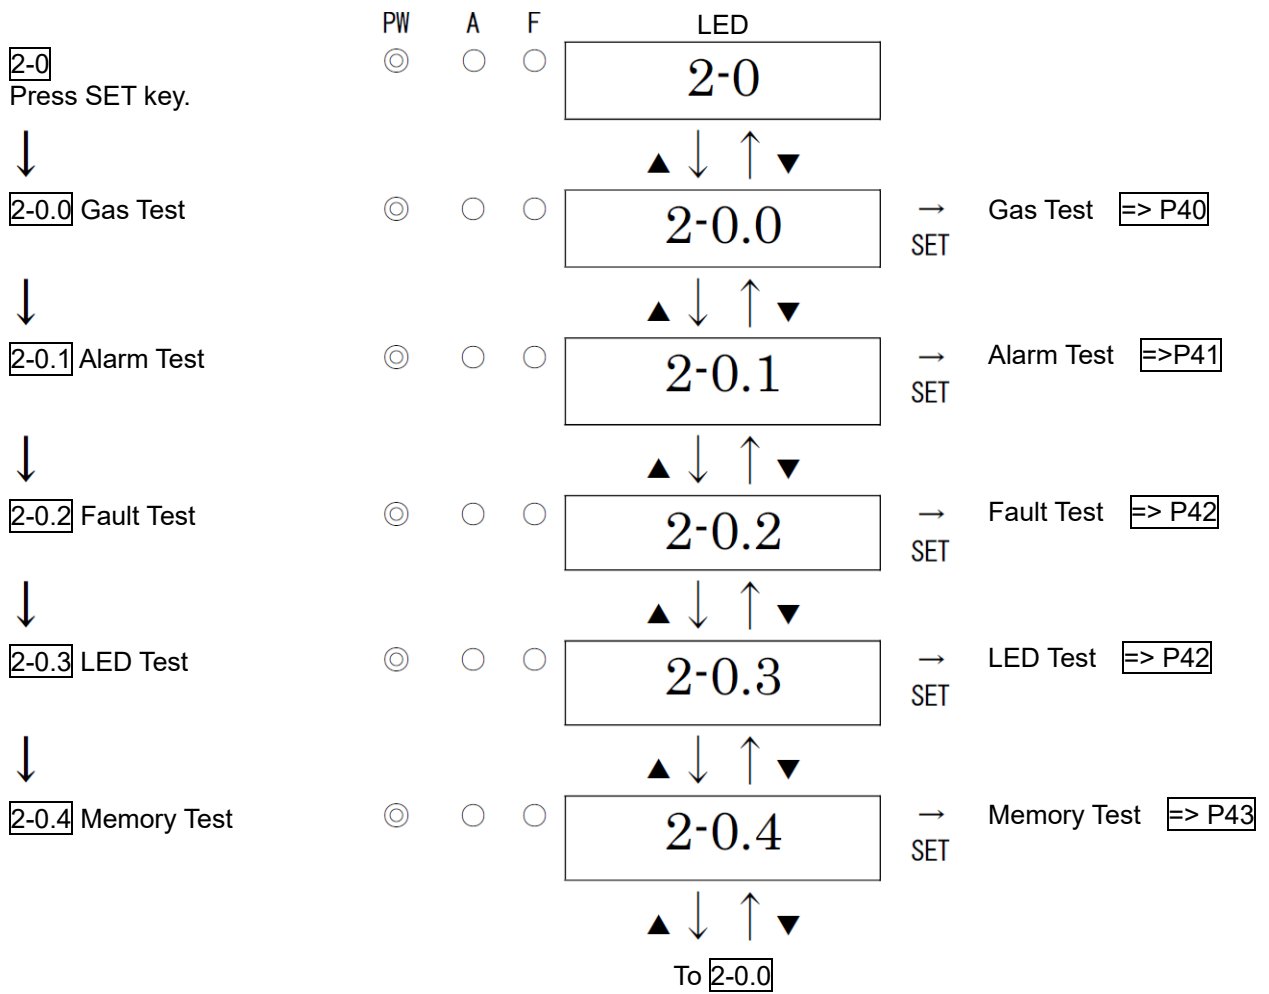 PW A F LED
2-0 ◎ ○ ○ 2-0
Press SET key.
↓ ▲ ↓ ↑ ▼
2-0.0 Gas Test ◎ ○ ○ 2-0.0 → Gas Test => P40
SET
↓ ▲ ↓ ↑ ▼
2-0.1 Alarm Test ◎ ○ ○ 2-0.1 → Alarm Test =>P41
SET
↓ ▲ ↓ ↑ ▼
2-0.2 Fault Test ◎ ○ ○ 2-0.2 → Fault Test => P42
SET
↓ ▲ ↓ ↑ ▼
2-0.3 LED Test ◎ ○ ○ 2-0.3 → LED Test => P42
SET
↓ ▲ ↓ ↑ ▼
2-0.4 Memory Test ◎ ○ ○ 2-0.4 → Memory Test => P43
SET
▲ ↓ ↑ ▼
To 2-0.0